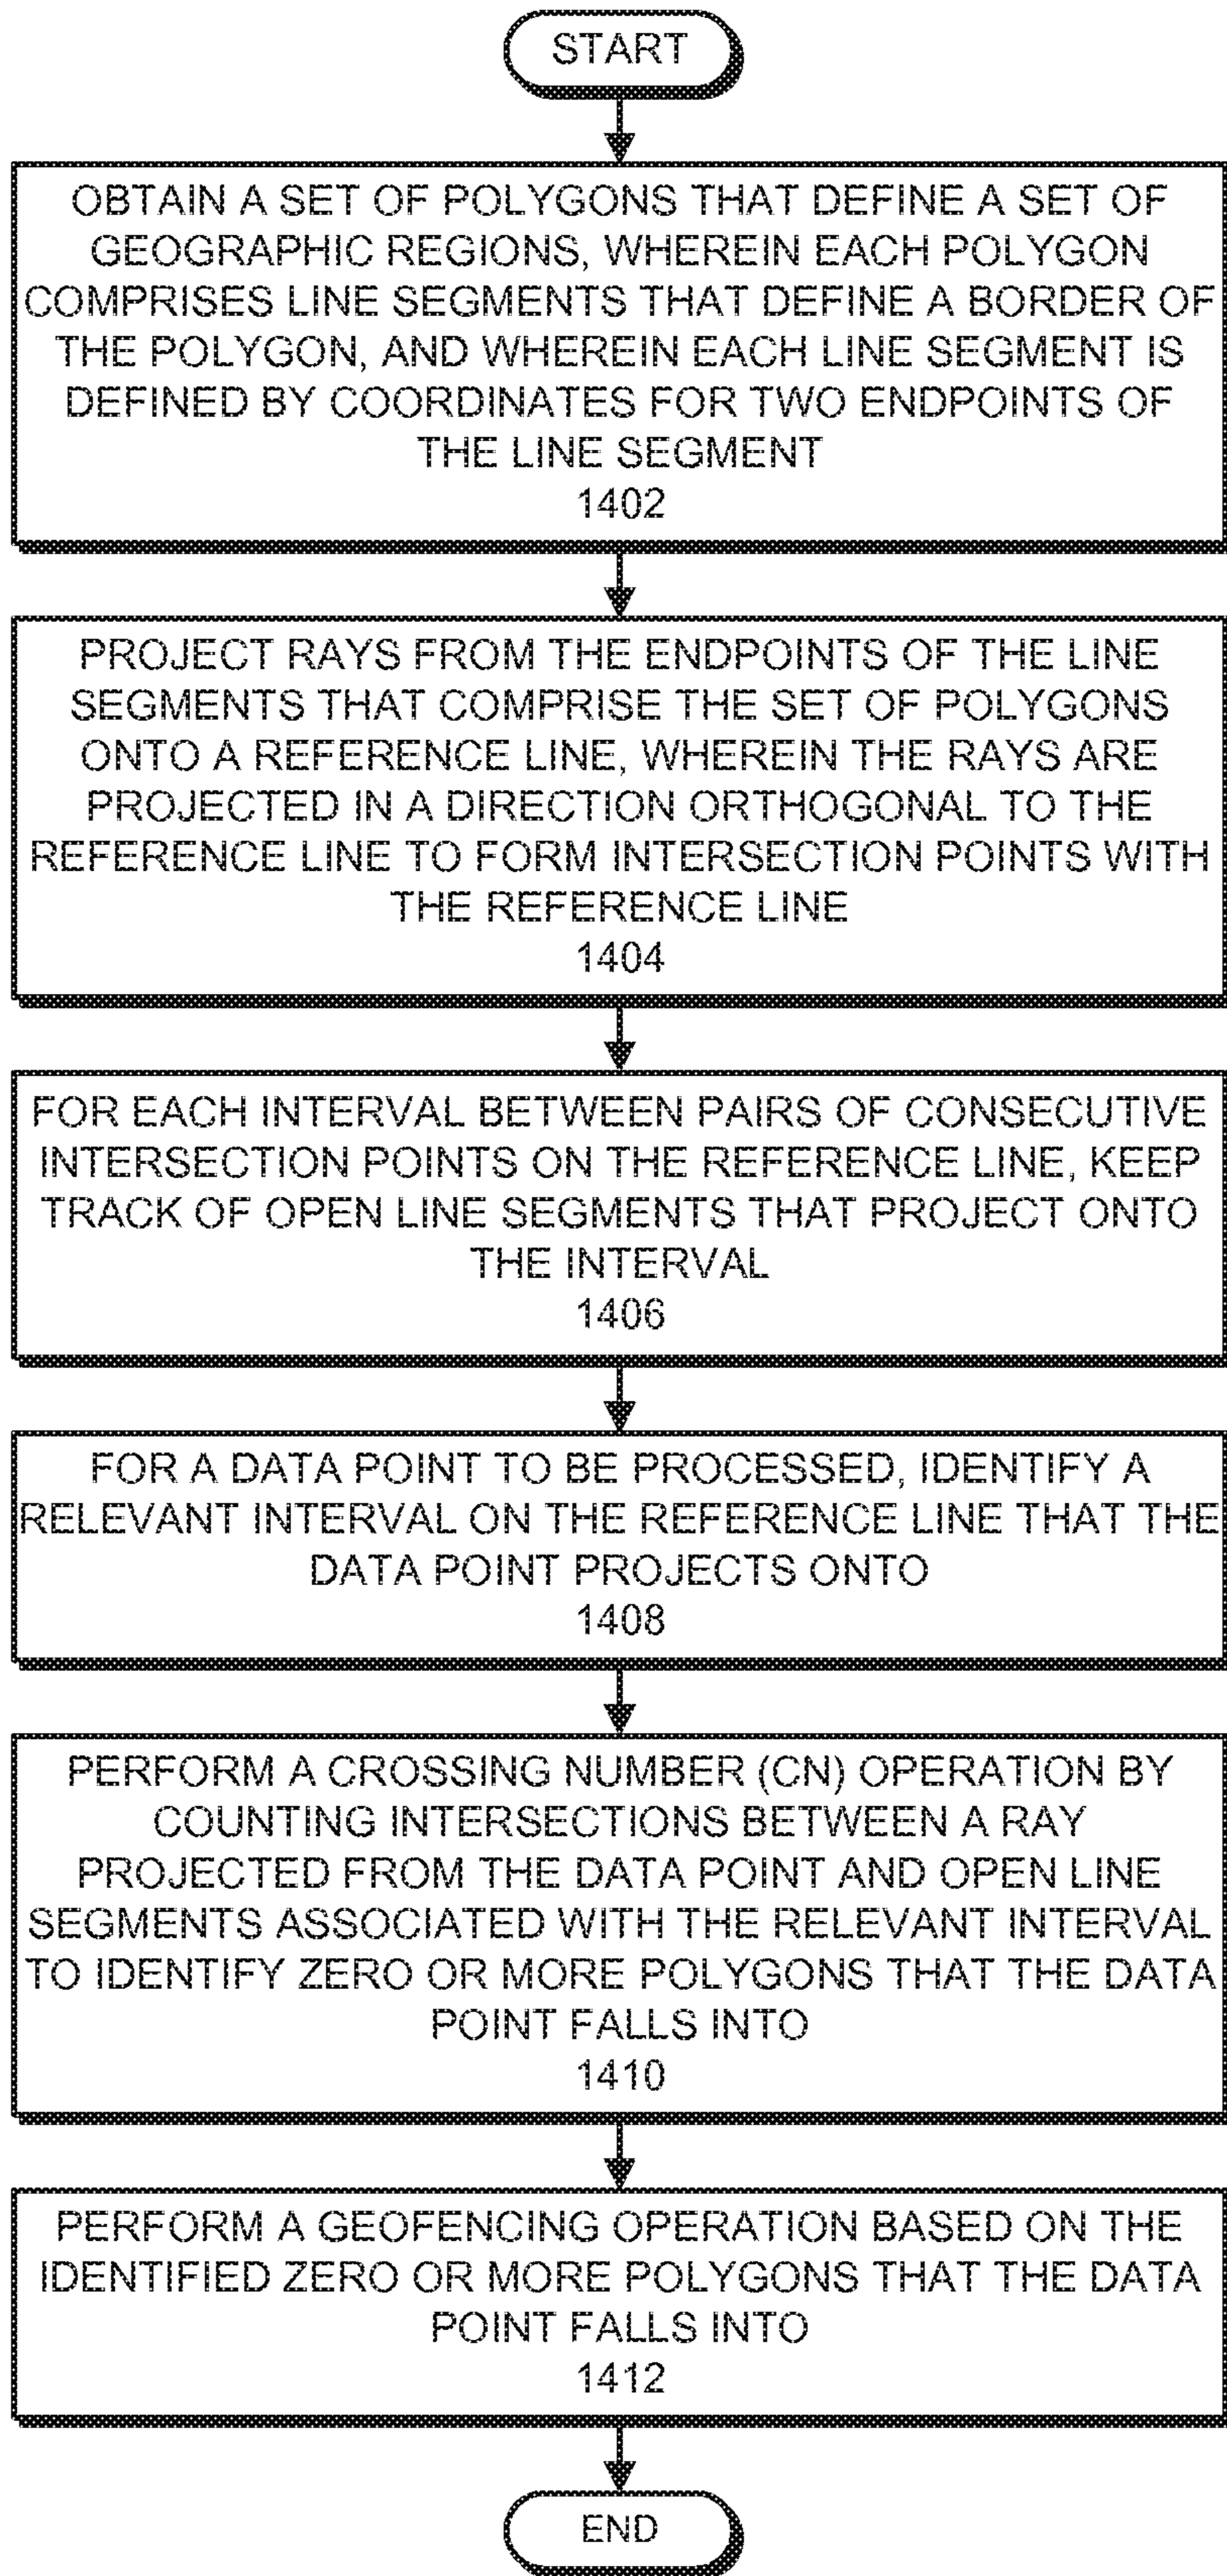 START
OBTAIN A SET OF POLYGONS THAT DEFINE A SET OF
GEOGRAPHIC REGIONS, WHEREIN EACH POLYGON
COMPRISES LINE SEGMENTS THAT DEFINE A BORDER OF
THE POLYGON, AND WHEREIN EACH LINE SEGMENT IS
DEFINED BY COORDINATES FOR TWO ENDPOINTS OF
THE LINE SEGMENT
1402
PROJECT RAYS FROM THE ENDPOINTS OF THE LINE
SEGMENTS THAT COMPRISE THE SET OF POLYGONS
ONTO A REFERENCE LINE, WHEREIN THE RAYS ARE
PROJECTED IN A DIRECTION ORTHOGONAL TO THE
REFERENCE LINE TO FORM INTERSECTION POINTS WITH
THE REFERENCE LINE
1404
FOR EACH INTERVAL BETWEEN PAIRS OF CONSECUTIVE
INTERSECTION POINTS ON THE REFERENCE LINE, KEEP
TRACK OF OPEN LINE SEGMENTS THAT PROJECT ONTO
THE INTERVAL
1406
FOR A DATA POINT TO BE PROCESSED, IDENTIFY A
RELEVANT INTERVAL ON THE REFERENCE LINE THAT THE
DATA POINT PROJECTS ONTO
1408
PERFORM A CROSSING NUMBER (CN) OPERATION BY
COUNTING INTERSECTIONS BETWEEN A RAY
PROJECTED FROM THE DATA POINT AND OPEN LINE
SEGMENTS ASSOCIATED WITH THE RELEVANT INTERVAL
TO IDENTIFY ZERO OR MORE POLYGONS THAT THE DATA
POINT FALLS INTO
1410
PERFORM A GEOFENCING OPERATION BASED ON THE
IDENTIFIED ZERO OR MORE POLYGONS THAT THE DATA
POINT FALLS INTO
1412
END